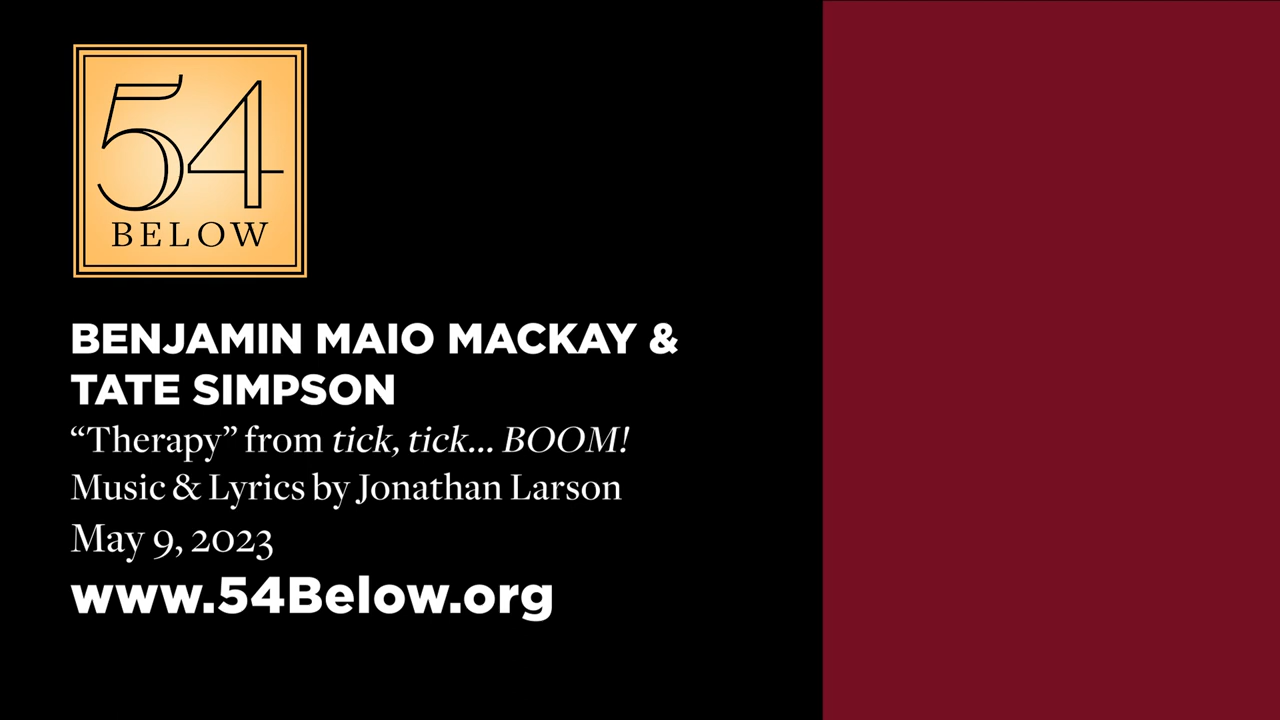 54
BELOW
BENJAMIN MAIO MACKAY &
TATE SIMPSON
“Therapy” from tick, tick... BOOM!
Music & Lyrics by Jonathan Larson
May 9, 2023
www.54Below.org